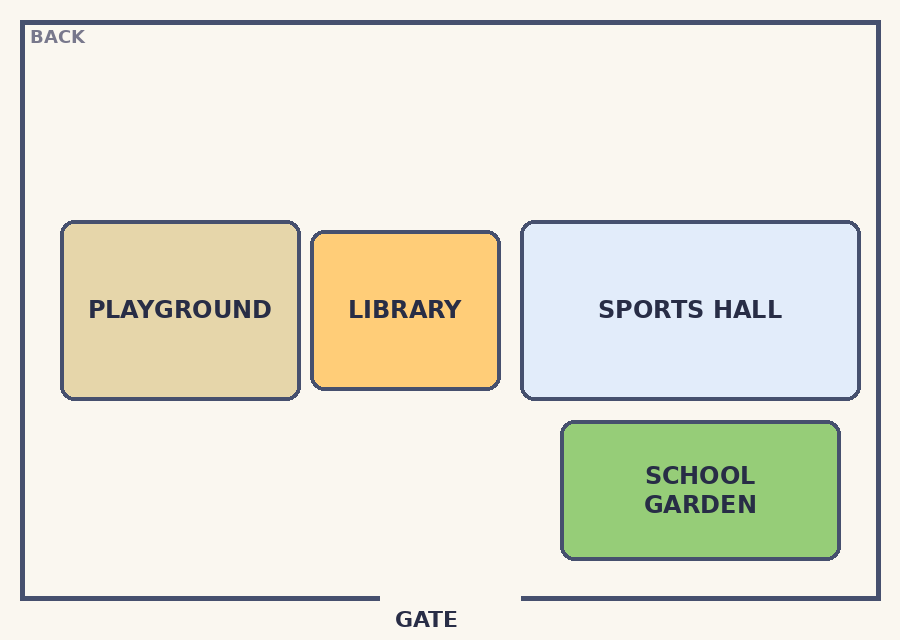 BACK
PLAYGROUND
LIBRARY
SPORTS HALL
SCHOOL
GARDEN
GATE